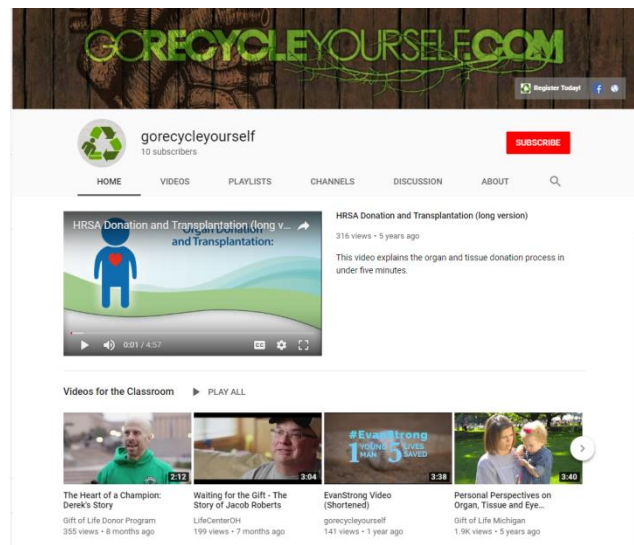 GORECYCLEYOURSELF.COM
Register Today!
gorecycleyourself
10 subscribers
SUBSCRIBE
HOME VIDEOS PLAYLISTS CHANNELS DISCUSSION ABOUT
HRSA Donation and Transplantation (long v...
Organ Donation
and Transplantation:
0:01 / 4:57
CC
HRSA Donation and Transplantation (long version)
316 views • 5 years ago
This video explains the organ and tissue donation process in
under five minutes.
Videos for the Classroom PLAY ALL
2:12
The Heart of a Champion:
Derek's Story
Gift of Life Donor Program
355 views • 8 months ago
3:04
Waiting for the Gift - The
Story of Jacob Roberts
LifeCenterOH
199 views • 7 months ago
#EvanStrong
1 YOUNG MAN 5 LIVES SAVED
3:38
EvanStrong Video
(Shortened)
gorecycleyourself
141 views • 1 year ago
3:40
Personal Perspectives on
Organ, Tissue and Eye...
Gift of Life Michigan
1.9K views • 5 years ago